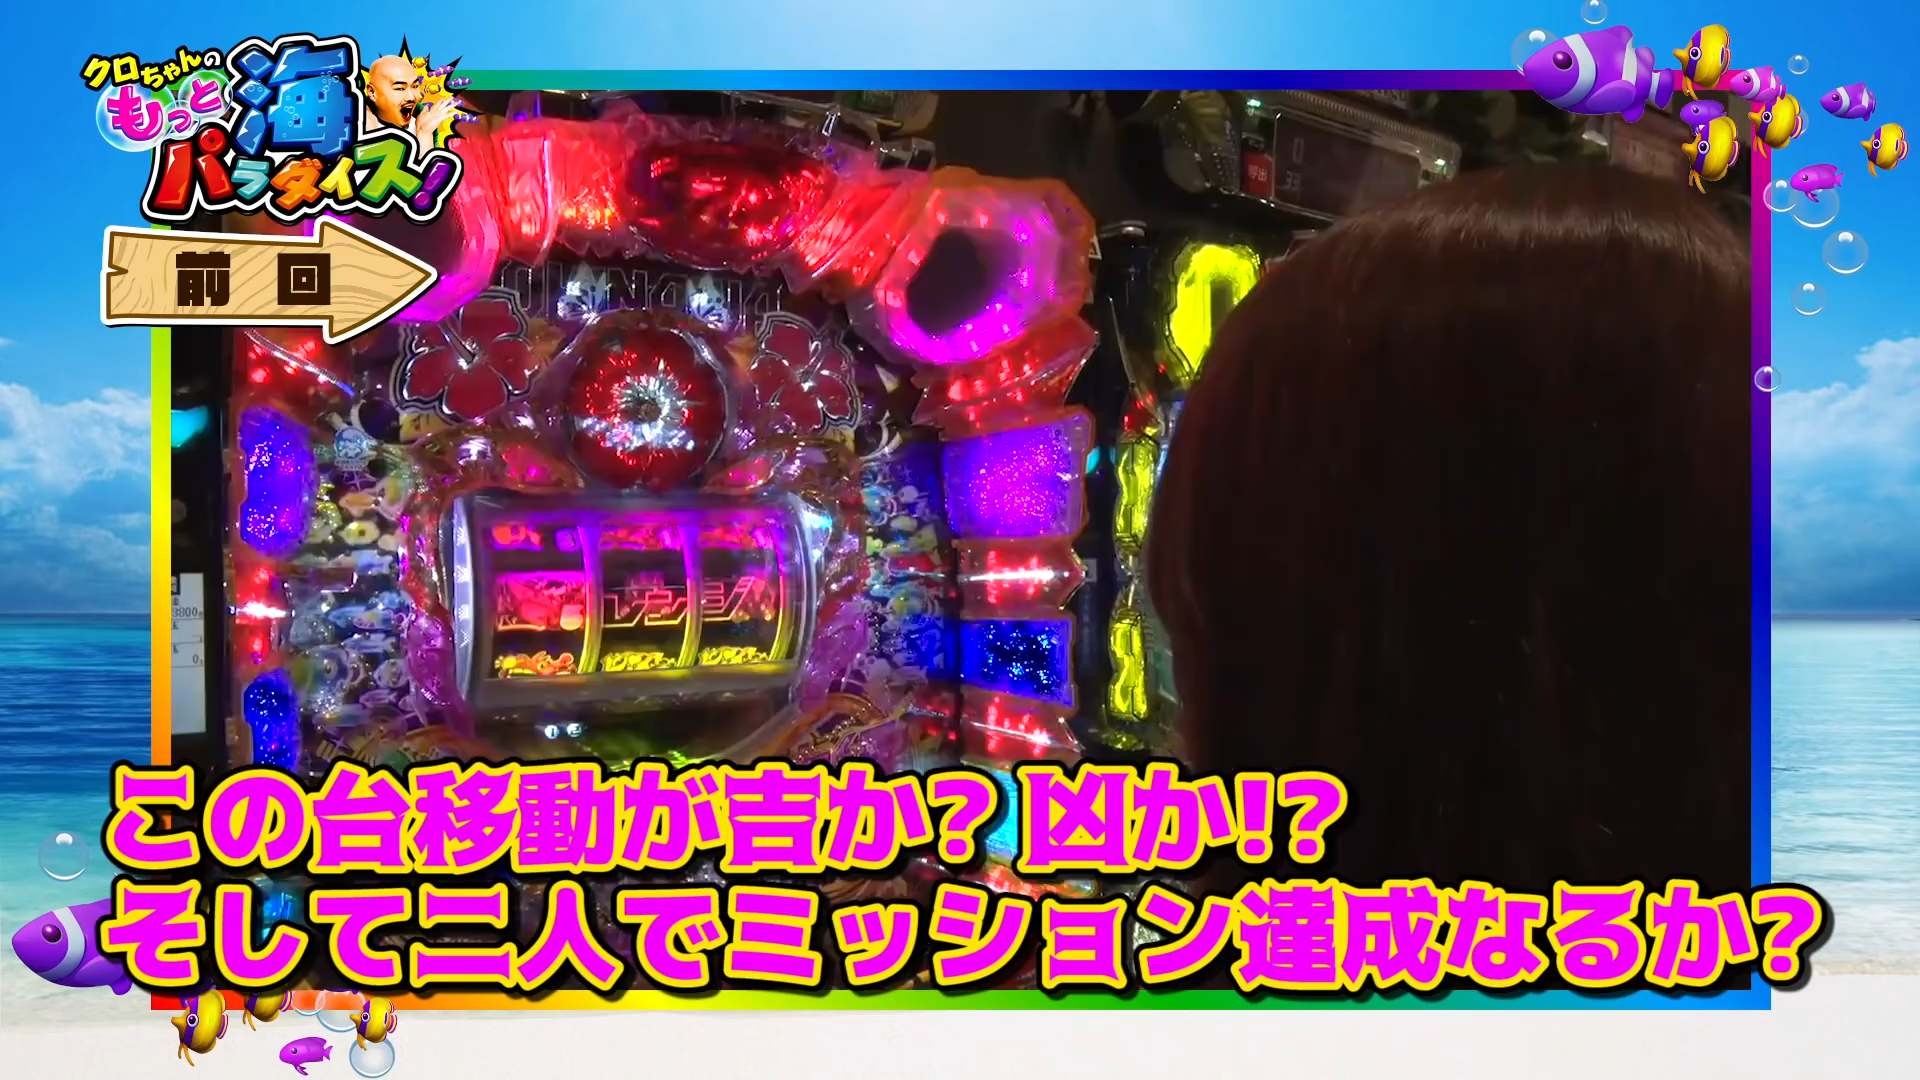 クロちゃんの
もっと海
パラダイス!
前回
呼出
この台移動が吉か? 凶か!?
そして二人でミッション達成なるか?